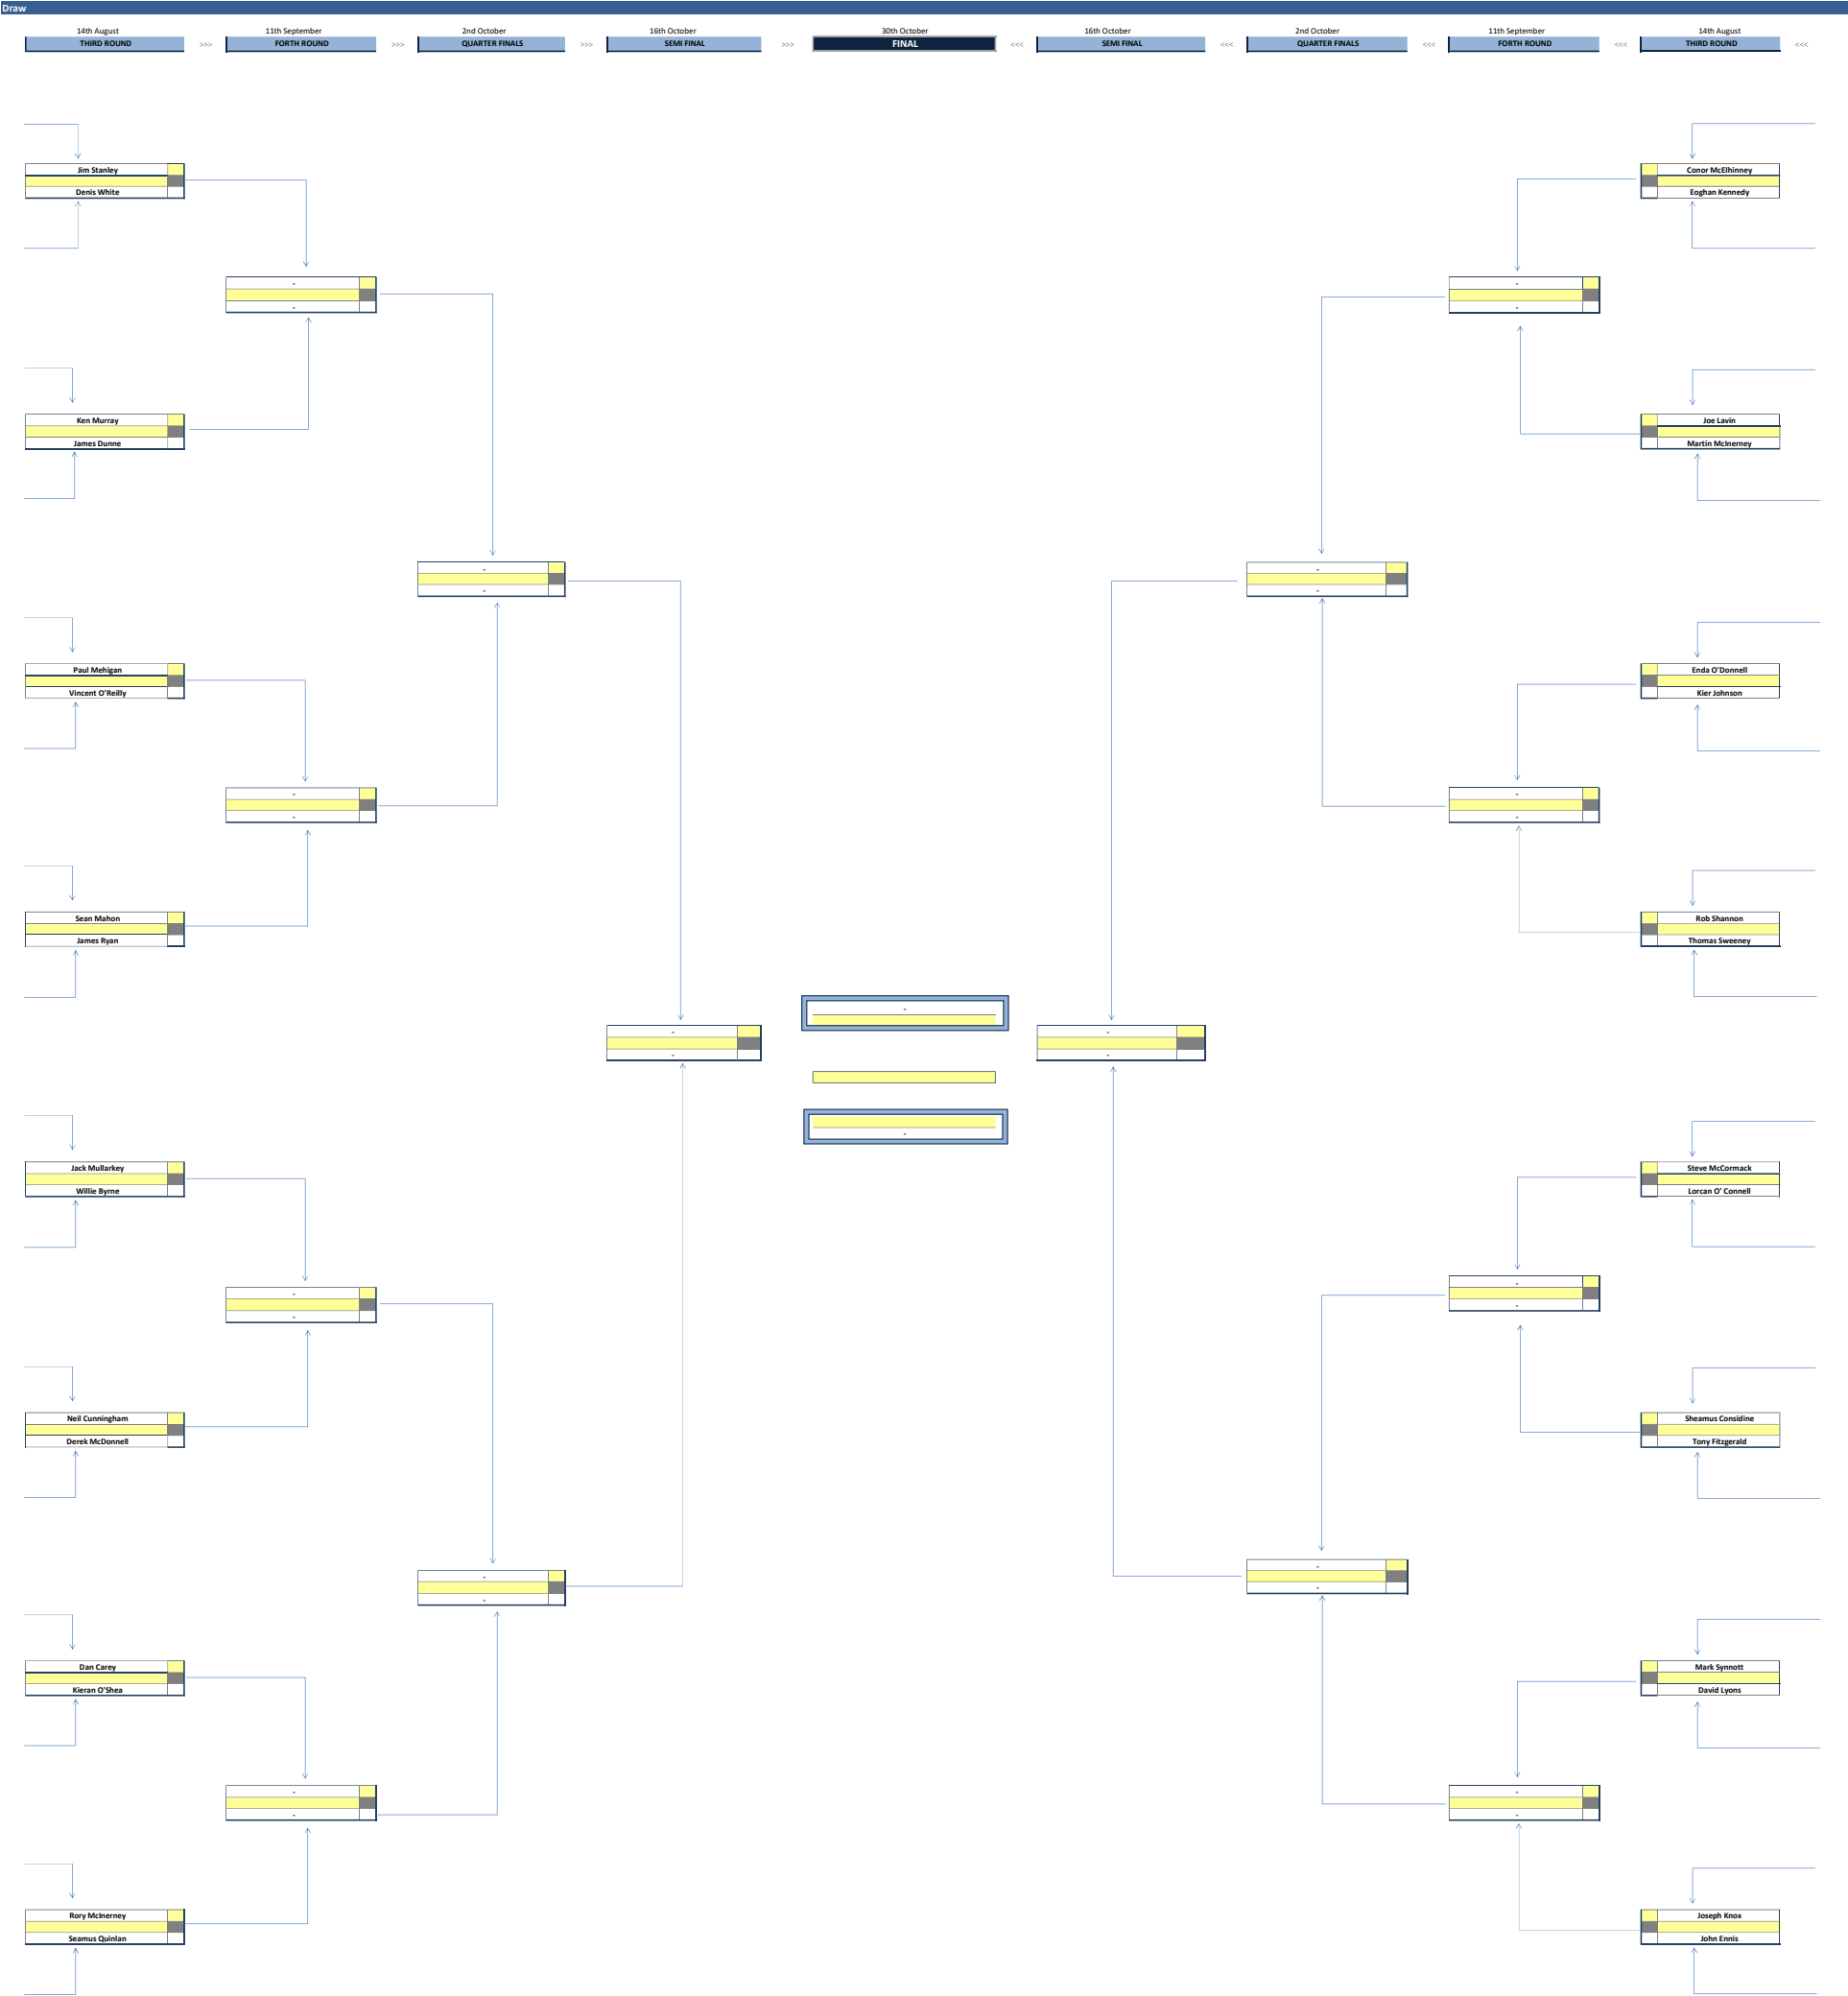 Draw
14th August 11th September 2nd October 16th October 30th October 16th October 2nd October 11th September 14th August
THIRD ROUND >>> FORTH ROUND >>> QUARTER FINALS >>> SEMI FINAL >>> FINAL <<< SEMI FINAL <<< QUARTER FINALS <<< FORTH ROUND <<< THIRD ROUND <<<
Jim Stanley Conor McElhinney
Denis White Eoghan Kennedy
- -
- -
Ken Murray Joe Lavin
James Dunne Martin McInerney
- -
- -
Paul Mehigan Enda O'Donnell
Vincent O'Reilly Kier Johnson
- -
- -
Sean Mahon Rob Shannon
James Ryan Thomas Sweeney
-
- -
- -
-
Jack Mullarkey Steve McCormack
Willie Byrne Lorcan O' Connell
- -
- -
Neil Cunningham Sheamus Considine
Derek McDonnell Tony Fitzgerald
- -
- -
Dan Carey Mark Synnott
Kieran O'Shea David Lyons
- -
- -
Rory McInerney Joseph Knox
Seamus Quinlan John Ennis